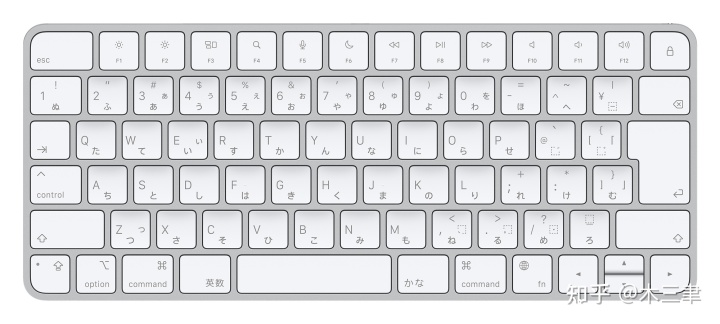 esc F1 F2 F3 F4 F5 F6 F7 F8 F9 F10 F11 F12
! " # ぁ $ ぅ % ぇ & ぉ ' ゃ ( ゅ ) ょ を = ~ |
1 ぬ 2 ふ 3 あ 4 う 5 え 6 お 7 や 8 ゆ 9 よ 0 わ - ほ ^ へ ¥
Q た W て E ぃ い R す T か Y ん U な I に O ら P せ ` @ { [ 「
control A ち S と D し F は G き H く J ま K の L り + ; れ * : け } ] 」 む
Z っ つ X さ C そ V ひ B こ N み M も < , 、 ね > . 。 る ? / ・ め _ ろ
option command 英数 かな command fn
知乎 @木二聿